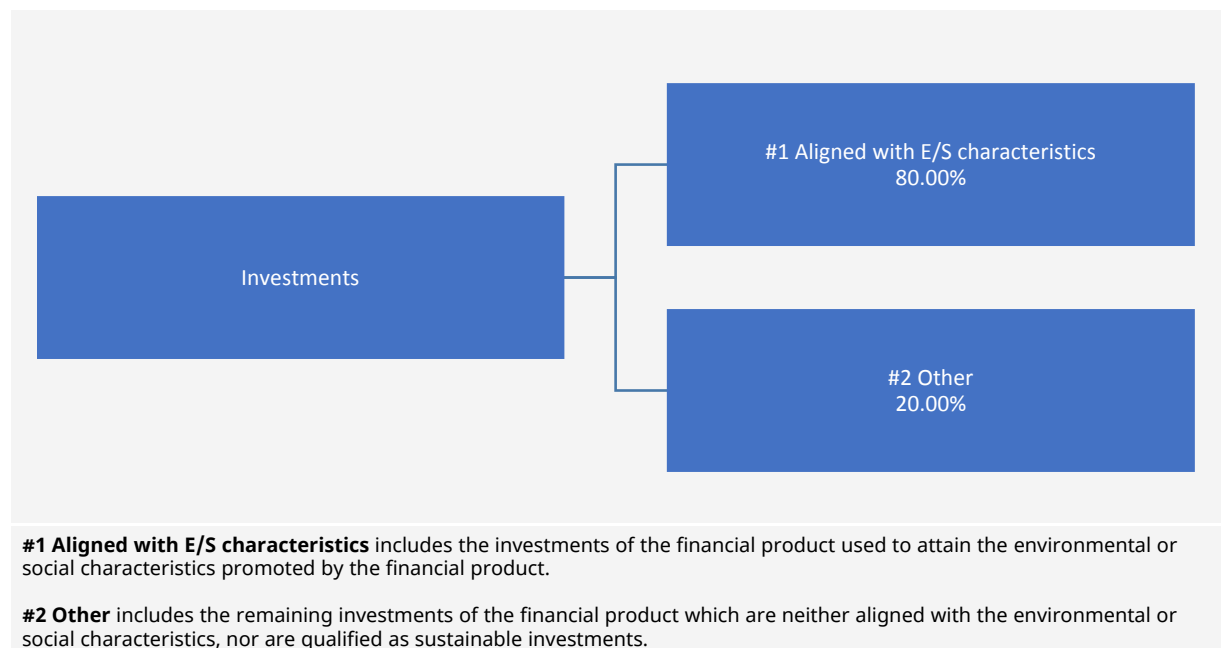 #1 Aligned with E/S characteristics
80.00%
Investments
#2 Other
20.00%
#1 Aligned with E/S characteristics includes the investments of the financial product used to attain the environmental or
social characteristics promoted by the financial product.
#2 Other includes the remaining investments of the financial product which are neither aligned with the environmental or
social characteristics, nor are qualified as sustainable investments.